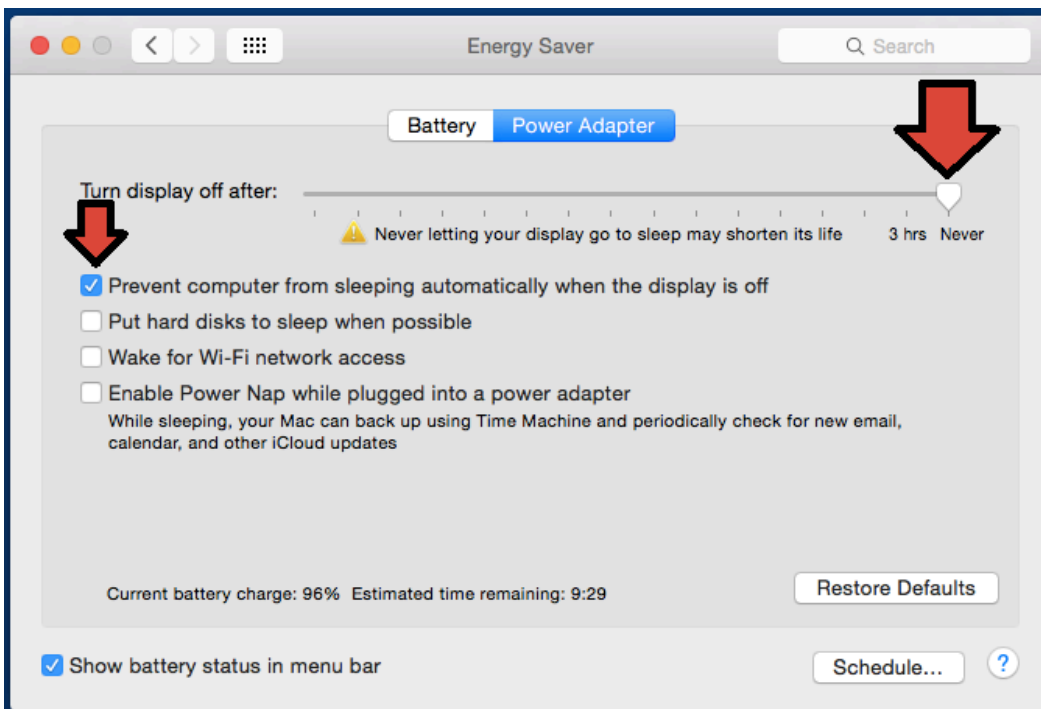 Energy Saver
Search
Battery Power Adapter
Turn display off after:
Never letting your display go to sleep may shorten its life 3 hrs Never
Prevent computer from sleeping automatically when the display is off
Put hard disks to sleep when possible
Wake for Wi-Fi network access
Enable Power Nap while plugged into a power adapter
While sleeping, your Mac can back up using Time Machine and periodically check for new email,
calendar, and other iCloud updates
Current battery charge: 96% Estimated time remaining: 9:29
Restore Defaults
Show battery status in menu bar
Schedule...
?